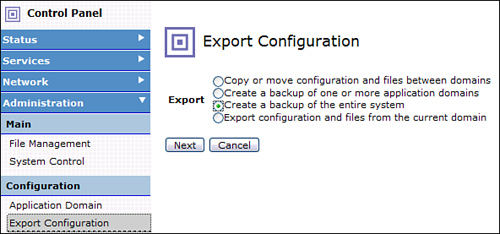 Control Panel
Status
Services
Network
Administration
Main
File Management
System Control
Configuration
Application Domain
Export Configuration
Export Configuration
Export
Copy or move configuration and files between domains
Create a backup of one or more application domains
Create a backup of the entire system
Export configuration and files from the current domain
Next
Cancel